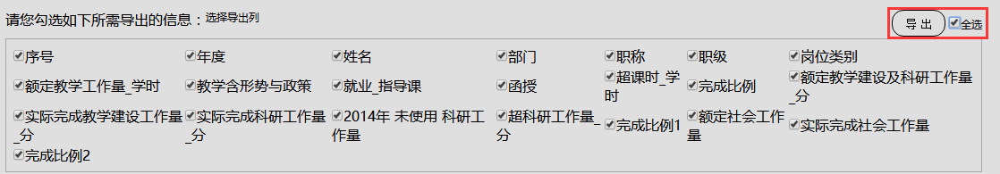 请您勾选如下所需导出的信息：选择导出列 导 出 全选
序号 年度 姓名 部门 职称 职级 岗位类别
额定教学工作量_学时 教学含形势与政策 就业_指导课 函授 超课时_学时 完成比例 额定教学建设及科研工作量_分
实际完成教学建设工作量_分 实际完成科研工作量_分 2014年 未使用 科研工作量 超科研工作量_分 完成比例1 额定社会工作量 实际完成社会工作量
完成比例2